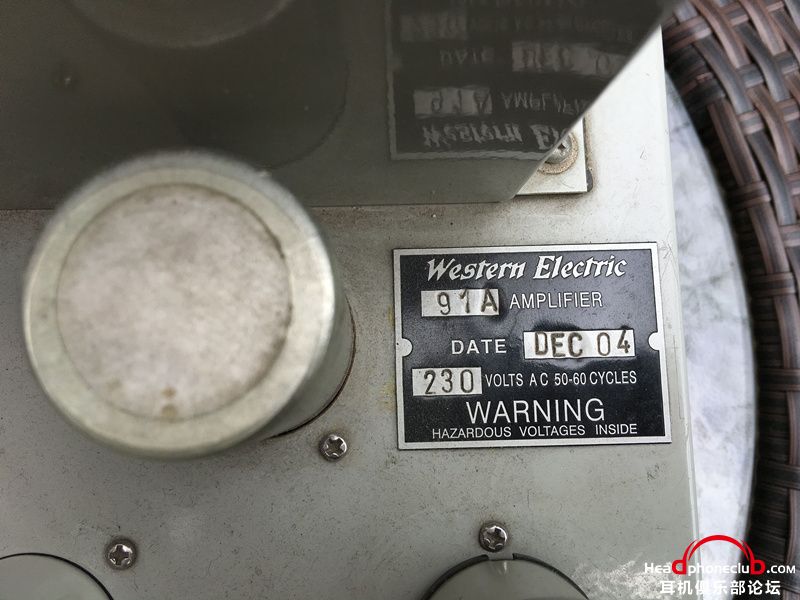 Western Electric
91A AMPLIFIER
DATE DEC 04
230 VOLTS AC 50-60 CYCLES
WARNING
HAZARDOUS VOLTAGES INSIDE
Headphoneclub.com
耳机俱乐部论坛